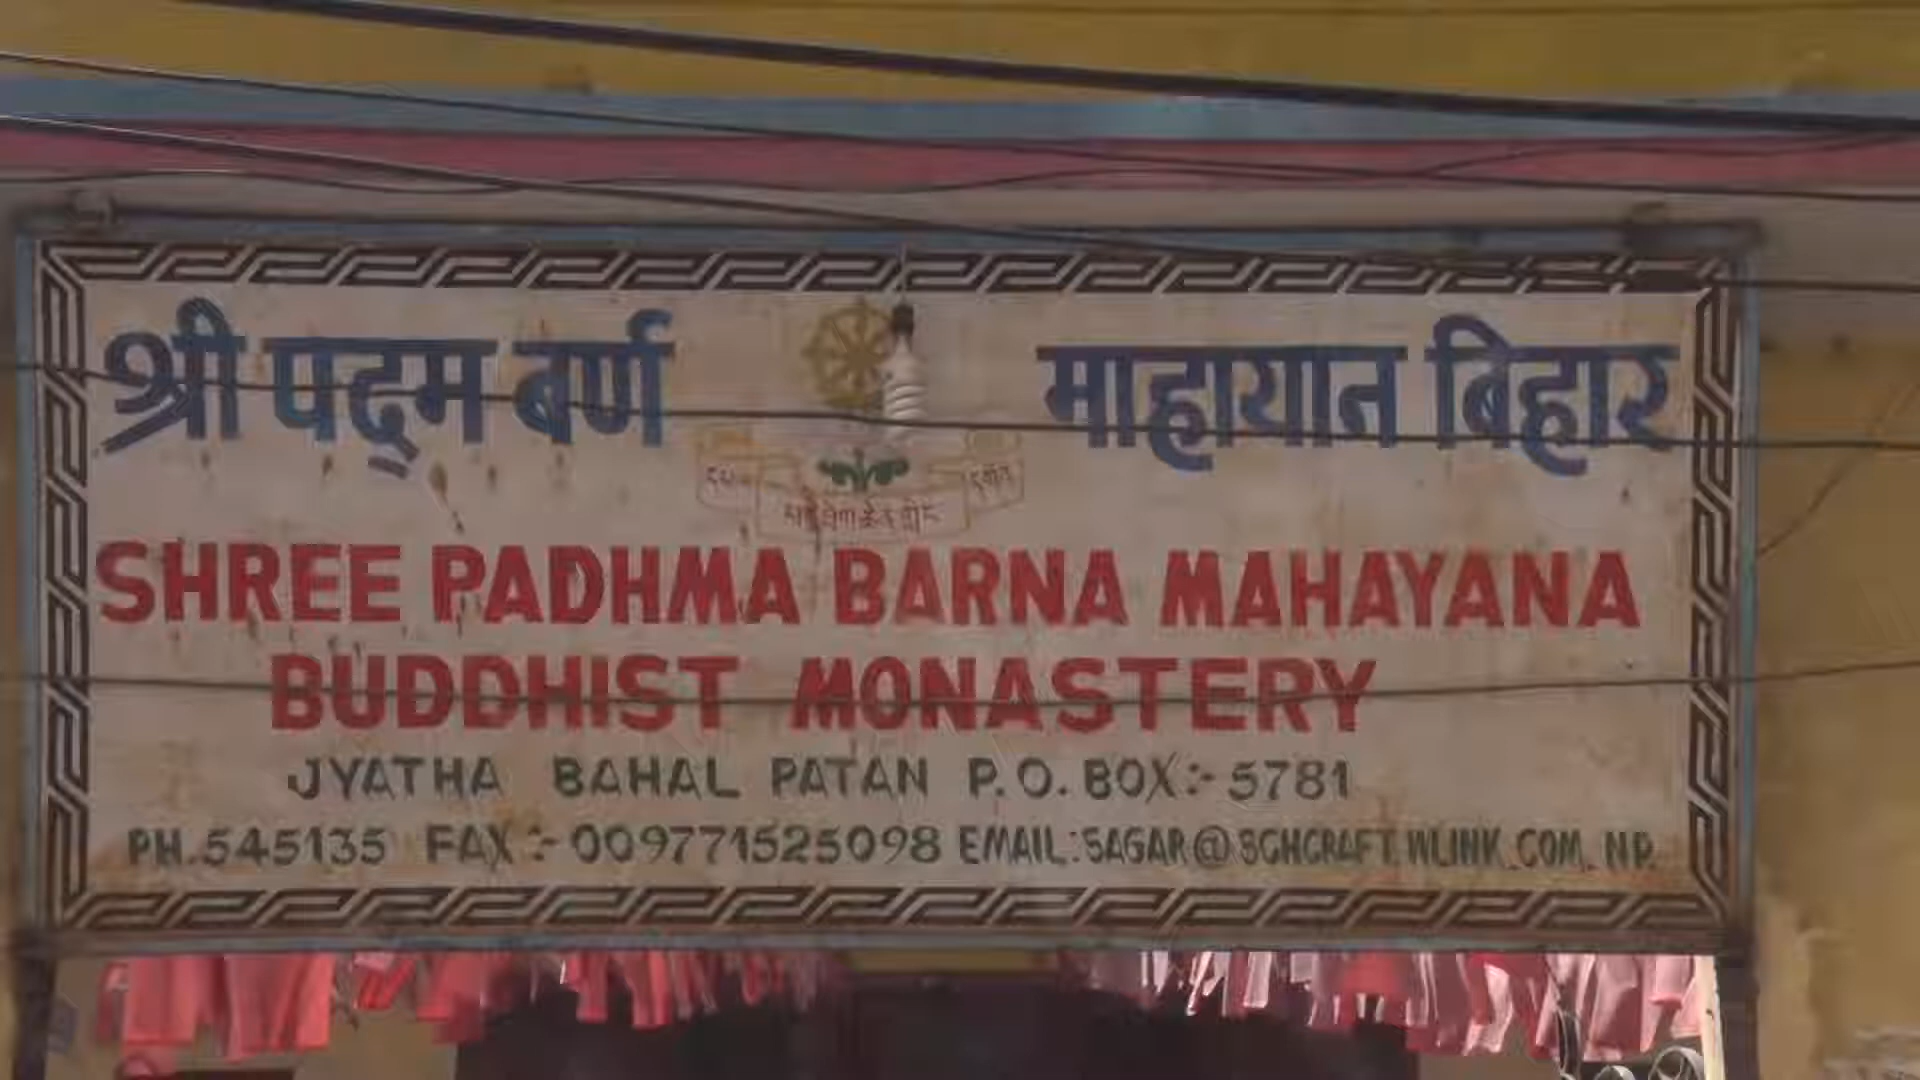 श्री पद्म बर्ण माहायान बिहार
SHREE PADHMA BARNA MAHAYANA
BUDDHIST MONASTERY
JYATHA BAHAL PATAN P.O. BOX:- 5781
PH.545135 FAX:- 009771525098 EMAIL:SAGAR@ WLINK.COM.NP.